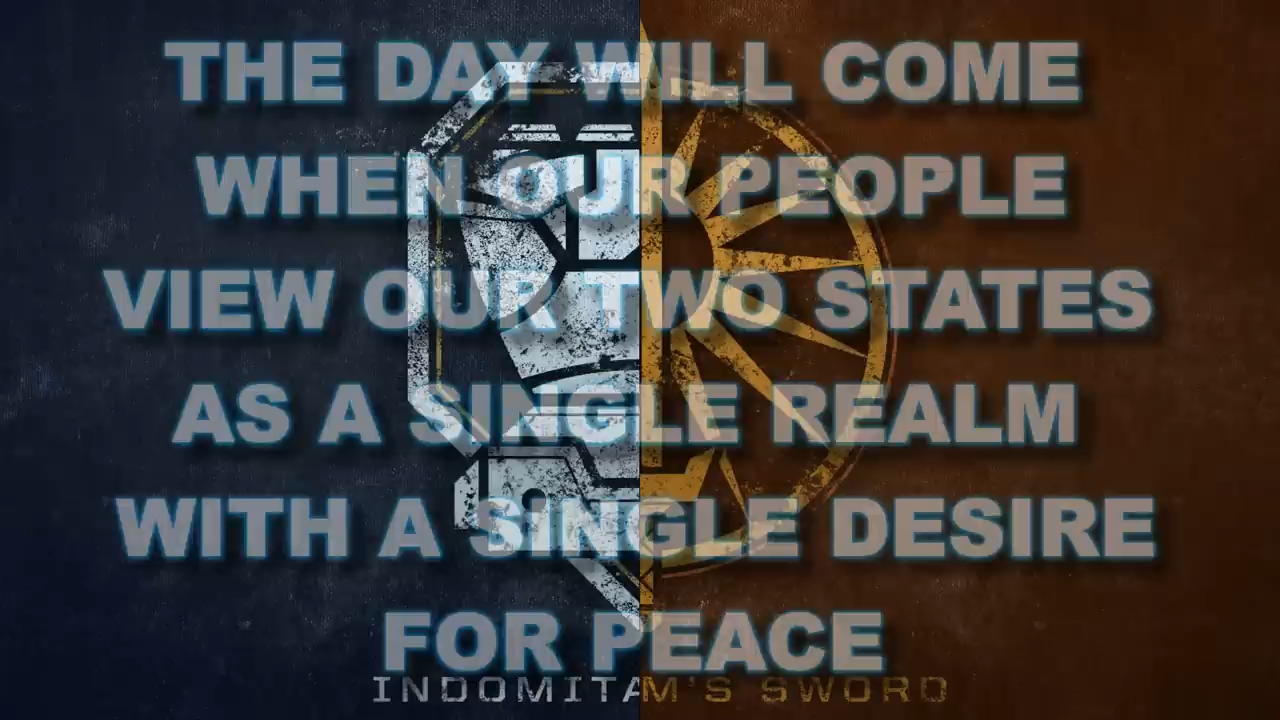 THE DAY WILL COME
WHEN OUR PEOPLE
VIEW OUR TWO STATES
AS A SINGLE REALM
WITH A SINGLE DESIRE
FOR PEACE
INDOMITAM'S SWORD